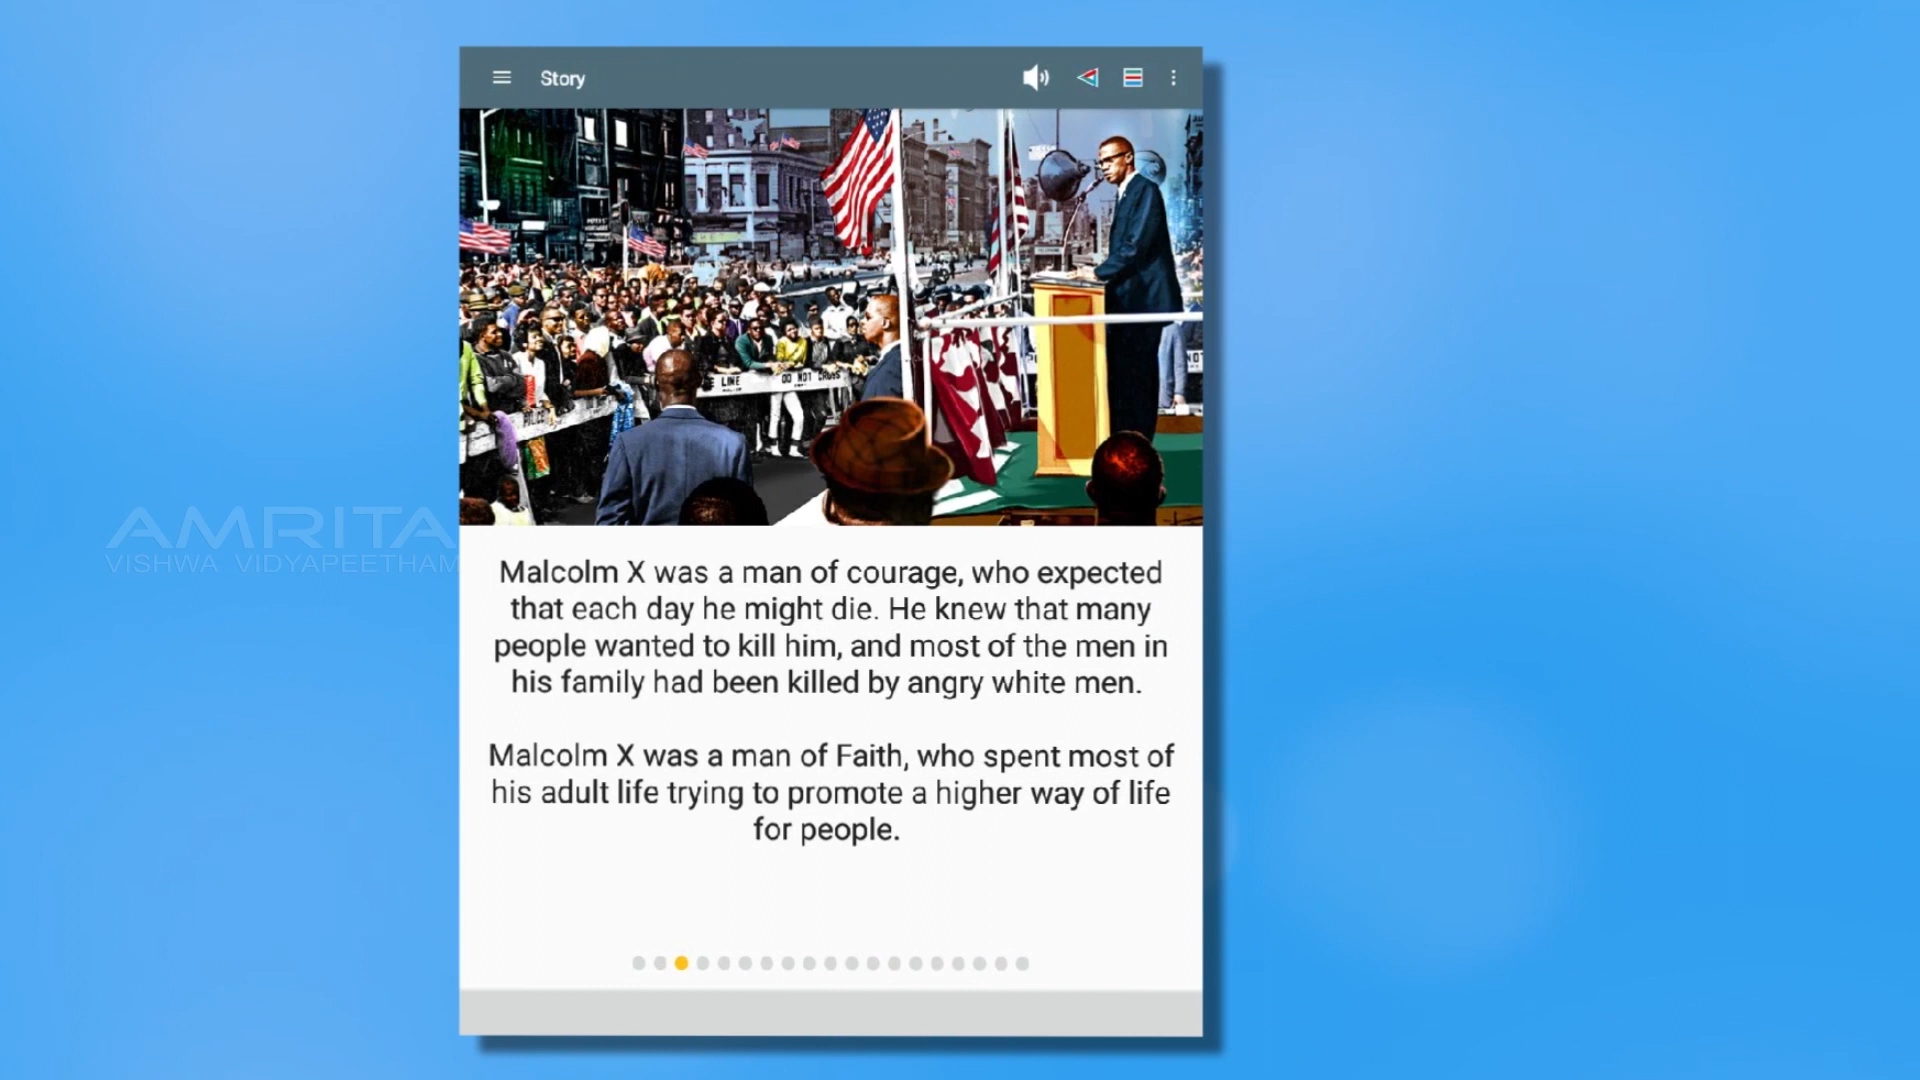 Story
LINE
DO NOT CROSS
POLICE
AMRITA
VISHWA VIDYAPEETHAM
Malcolm X was a man of courage, who expected
that each day he might die. He knew that many
people wanted to kill him, and most of the men in
his family had been killed by angry white men.
Malcolm X was a man of Faith, who spent most of
his adult life trying to promote a higher way of life
for people.